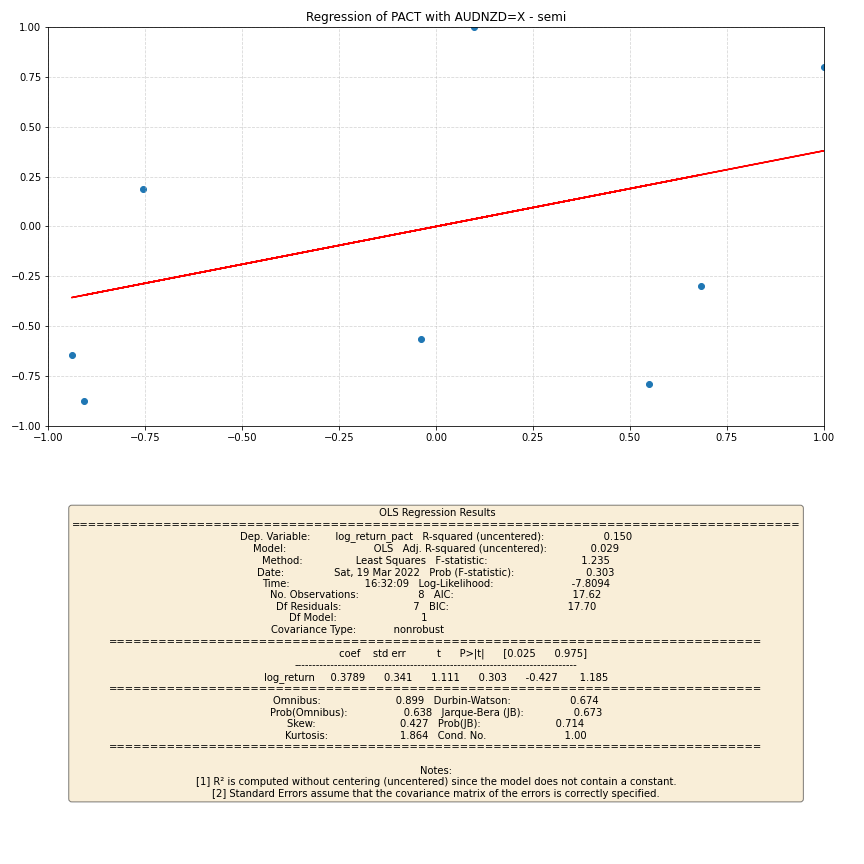 Regression of PACT with AUDNZD=X - semi
1.00
0.75
0.50
0.25
0.00
−0.25
−0.50
−0.75
−1.00
−1.00 −0.75 −0.50 −0.25 0.00 0.25 0.50 0.75 1.00
OLS Regression Results
==============================================================================
Dep. Variable: log_return_pact R-squared (uncentered): 0.150
Model: OLS Adj. R-squared (uncentered): 0.029
Method: Least Squares F-statistic: 1.235
Date: Sat, 19 Mar 2022 Prob (F-statistic): 0.303
Time: 16:32:09 Log-Likelihood: -7.8094
No. Observations: 8 AIC: 17.62
Df Residuals: 7 BIC: 17.70
Df Model: 1
Covariance Type: nonrobust
==============================================================================
coef std err t P>|t| [0.025 0.975]
------------------------------------------------------------------------------
log_return 0.3789 0.341 1.111 0.303 -0.427 1.185
==============================================================================
Omnibus: 0.899 Durbin-Watson: 0.674
Prob(Omnibus): 0.638 Jarque-Bera (JB): 0.673
Skew: 0.427 Prob(JB): 0.714
Kurtosis: 1.864 Cond. No. 1.00
==============================================================================
Notes:
[1] R² is computed without centering (uncentered) since the model does not contain a constant.
[2] Standard Errors assume that the covariance matrix of the errors is correctly specified.